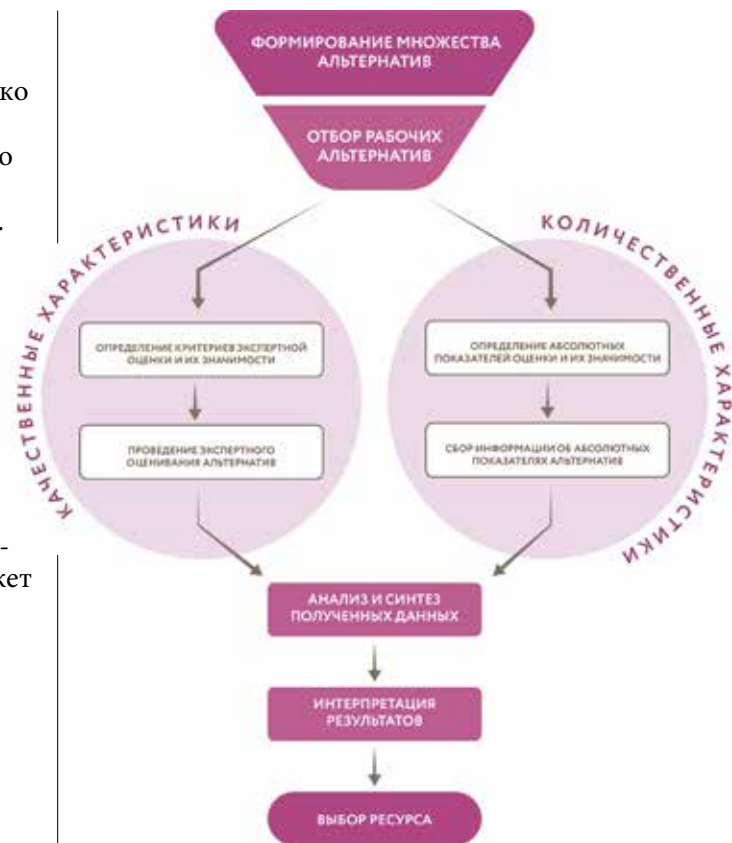 ко
о
.
-
кет
ФОРМИРОВАНИЕ МНОЖЕСТВА
АЛЬТЕРНАТИВ
ОТБОР РАБОЧИХ
АЛЬТЕРНАТИВ
КАЧЕСТВЕННЫЕ ХАРАКТЕРИСТИКИ
ОПРЕДЕЛЕНИЕ КРИТЕРИЕВ ЭКСПЕРТНОЙ
ОЦЕНКИ И ИХ ЗНАЧИМОСТИ
ПРОВЕДЕНИЕ ЭКСПЕРТНОГО
ОЦЕНИВАНИЯ АЛЬТЕРНАТИВ
КОЛИЧЕСТВЕННЫЕ ХАРАКТЕРИСТИКИ
ОПРЕДЕЛЕНИЕ АБСОЛЮТНЫХ
ПОКАЗАТЕЛЕЙ ОЦЕНКИ И ИХ ЗНАЧИМОСТИ
СБОР ИНФОРМАЦИИ ОБ АБСОЛЮТНЫХ
ПОКАЗАТЕЛЯХ АЛЬТЕРНАТИВ
АНАЛИЗ И СИНТЕЗ
ПОЛУЧЕННЫХ ДАННЫХ
ИНТЕРПРЕТАЦИЯ
РЕЗУЛЬТАТОВ
ВЫБОР РЕСУРСА